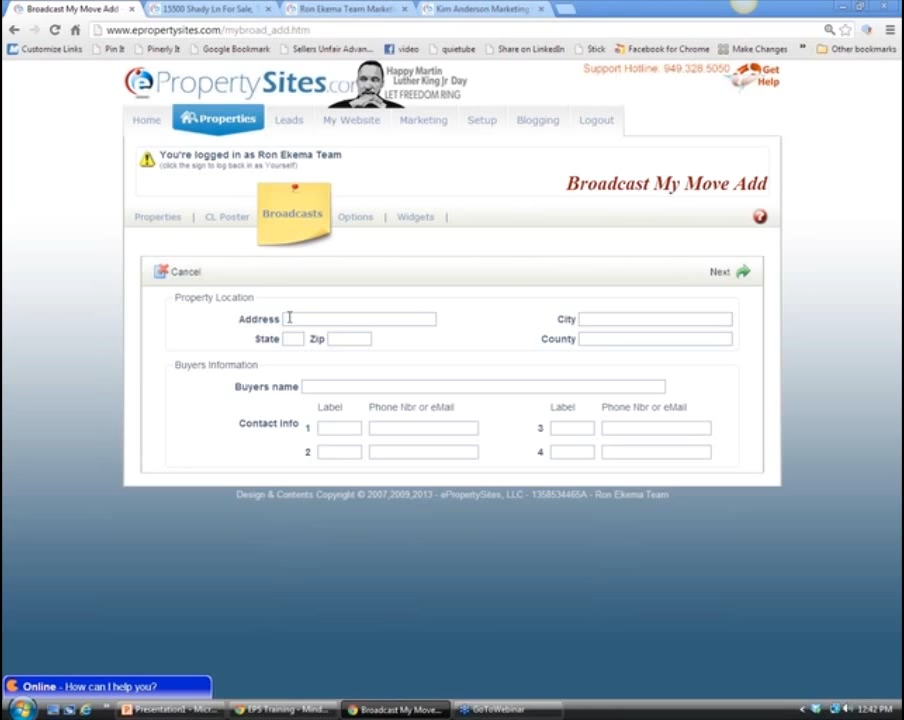 Broadcast My Move Add
15500 Shady Ln For Sale,
Ron Ekema Team Market
Kim Anderson Marketing
www.epropertysites.com/mybroad_add.htm
Customize Links Pin It Pinerly It Google Bookmark Sellers Unfair Advan... video quietube Share on LinkedIn Stick Facebook for Chrome Make Changes » Other bookmarks
ePropertySites.com
Happy Martin
Luther King Jr Day
LET FREEDOM RING
Support Hotline: 949.328.5050
Get
Help
Home Properties Leads My Website Marketing Setup Blogging Logout
You're logged in as Ron Ekema Team
(click the sign to log back in as Yourself)
Broadcast My Move Add
Properties | CL Poster Broadcasts Options | Widgets |
?
Cancel Next
Property Location
Address City
State Zip County
Buyers Information
Buyers name
Label Phone Nbr or eMail Label Phone Nbr or eMail
Contact info 1 3
2 4
Design & Contents Copyright © 2007,2009,2013 - ePropertySites, LLC - 1358534465A - Ron Ekema Team
Online - How can I help you?
» Presentation1 - Micr... EPS Training - Mind... Broadcast My Move... GoToWebinar 12:42 PM